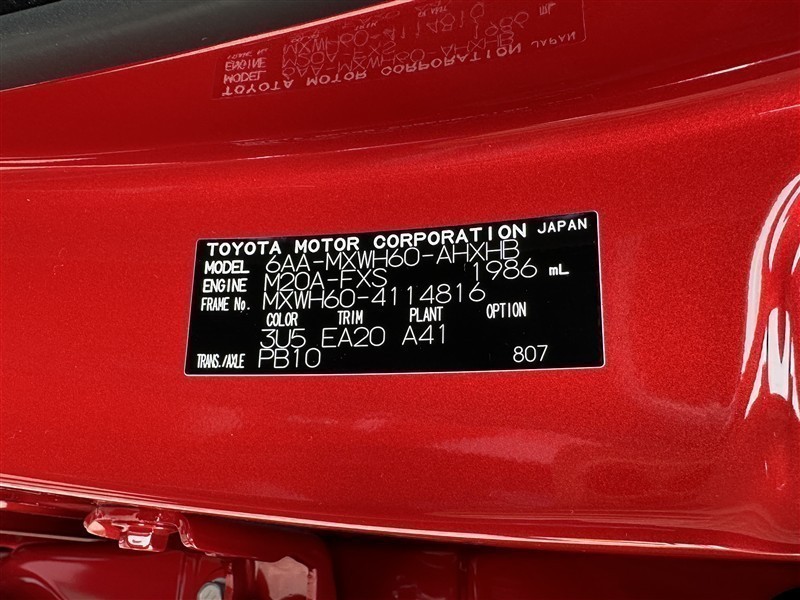 TOYOTA MOTOR CORPORATION JAPAN
MODEL 6AA-MXWH60-AHXHB
ENGINE M20A-FXS 1986 mL
FRAME No. MXWH60-4114816
COLOR TRIM PLANT OPTION
3U5 EA20 A41
TRANS./AXLE PB10 807